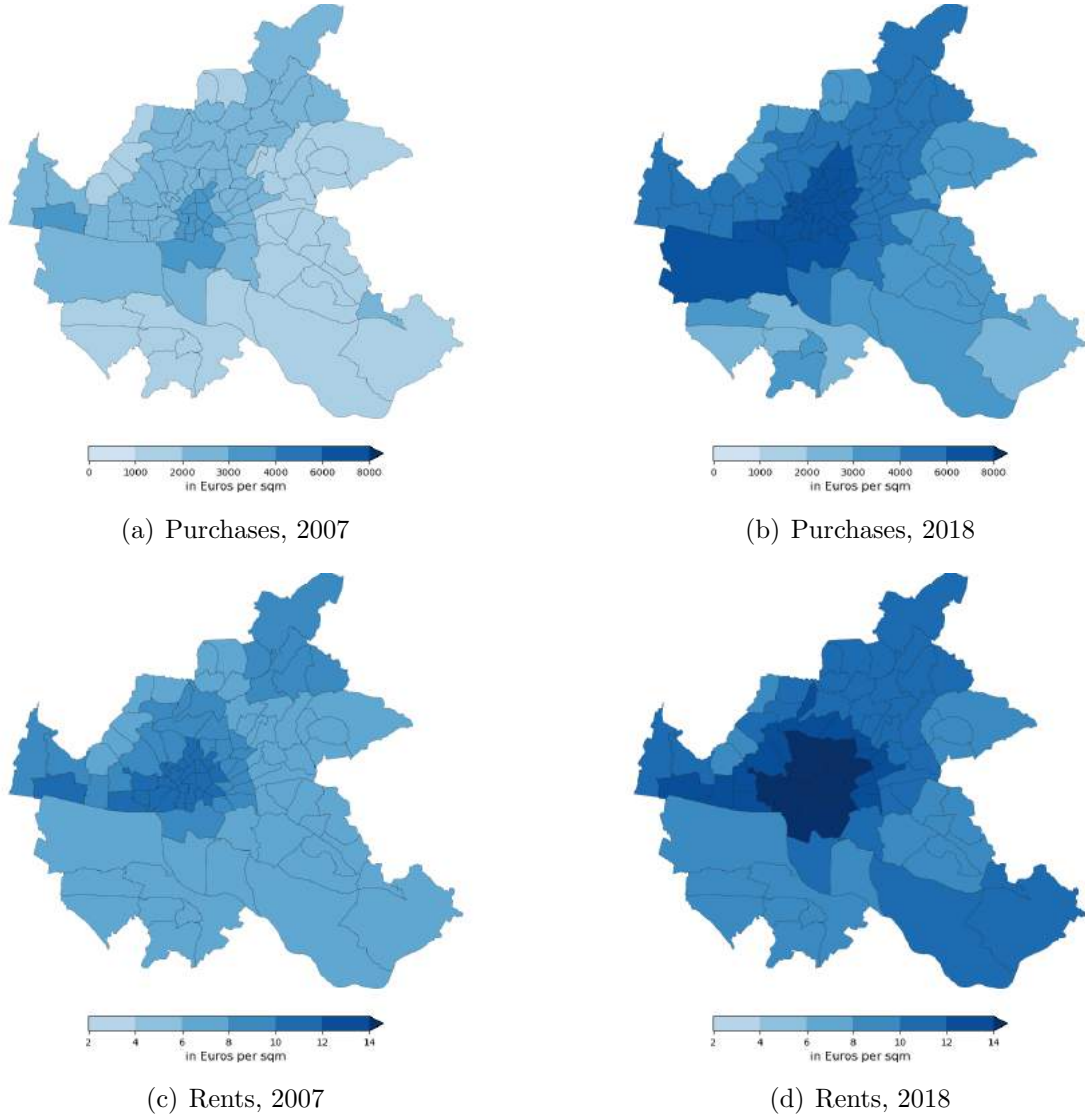 0 1000 2000 3000 4000 6000 8000
in Euros per sqm
(a) Purchases, 2007
0 1000 2000 3000 4000 6000 8000
in Euros per sqm
(b) Purchases, 2018
2 4 6 8 10 12 14
in Euros per sqm
(c) Rents, 2007
2 4 6 8 10 12 14
in Euros per sqm
(d) Rents, 2018